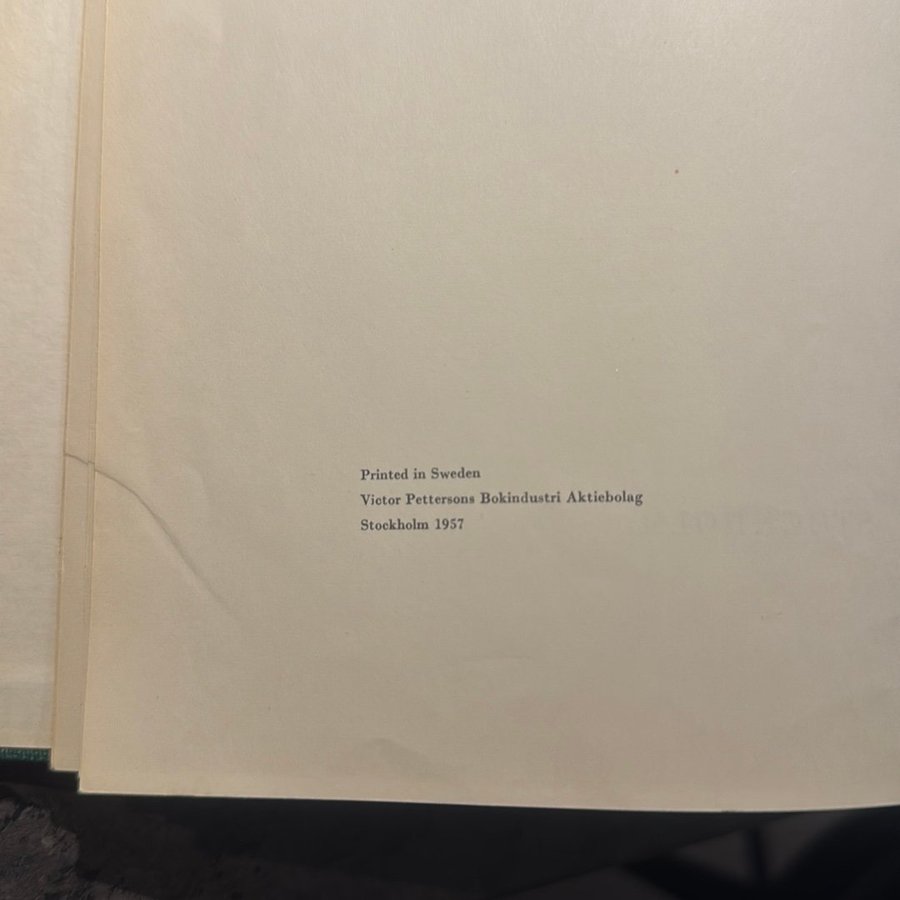 Printed in Sweden
Victor Pettersons Bokindustri Aktiebolag
Stockholm 1957